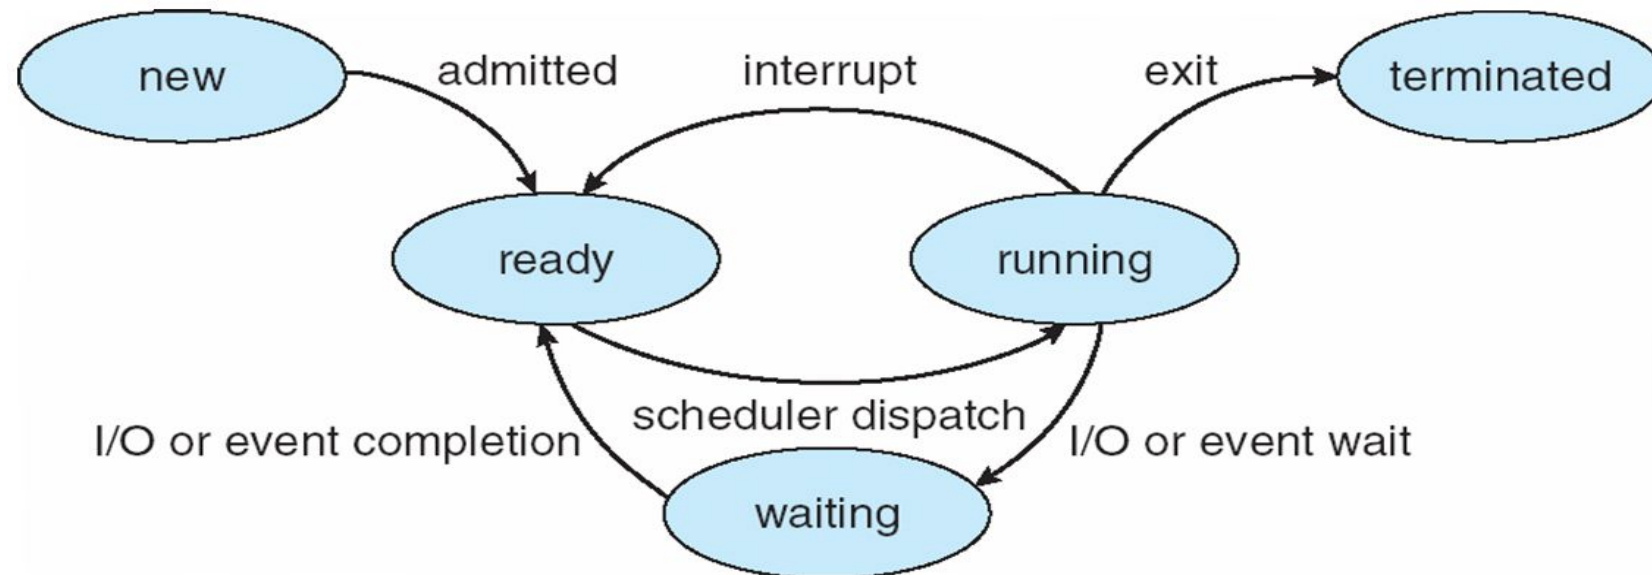 new
admitted
interrupt
exit
terminated
ready
running
scheduler dispatch
I/O or event completion
I/O or event wait
waiting